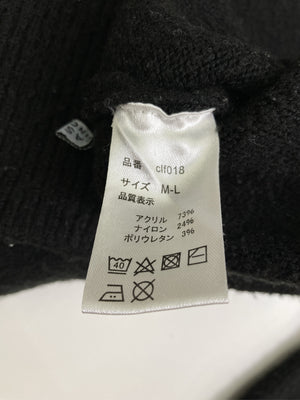 品番 clf018
サイズ M-L
品質表示
アクリル 73%
ナイロン 24%
ポリウレタン 3%
40